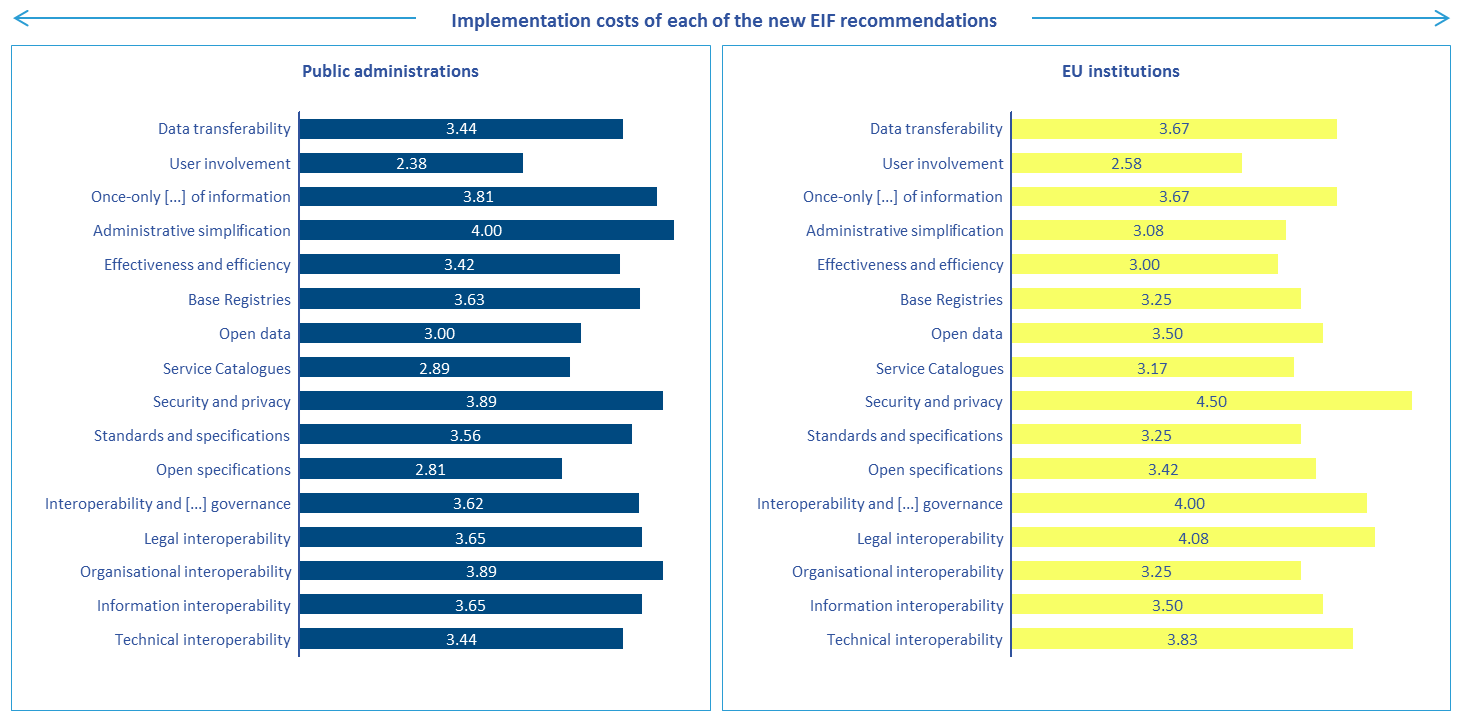 Implementation costs of each of the new EIF recommendations
Public administrations
Data transferability 3.44
User involvement 2.38
Once-only [...] of information 3.81
Administrative simplification 4.00
Effectiveness and efficiency 3.42
Base Registries 3.63
Open data 3.00
Service Catalogues 2.89
Security and privacy 3.89
Standards and specifications 3.56
Open specifications 2.81
Interoperability and [...] governance 3.62
Legal interoperability 3.65
Organisational interoperability 3.89
Information interoperability 3.65
Technical interoperability 3.44
EU institutions
Data transferability 3.67
User involvement 2.58
Once-only [...] of information 3.67
Administrative simplification 3.08
Effectiveness and efficiency 3.00
Base Registries 3.25
Open data 3.50
Service Catalogues 3.17
Security and privacy 4.50
Standards and specifications 3.25
Open specifications 3.42
Interoperability and [...] governance 4.00
Legal interoperability 4.08
Organisational interoperability 3.25
Information interoperability 3.50
Technical interoperability 3.83